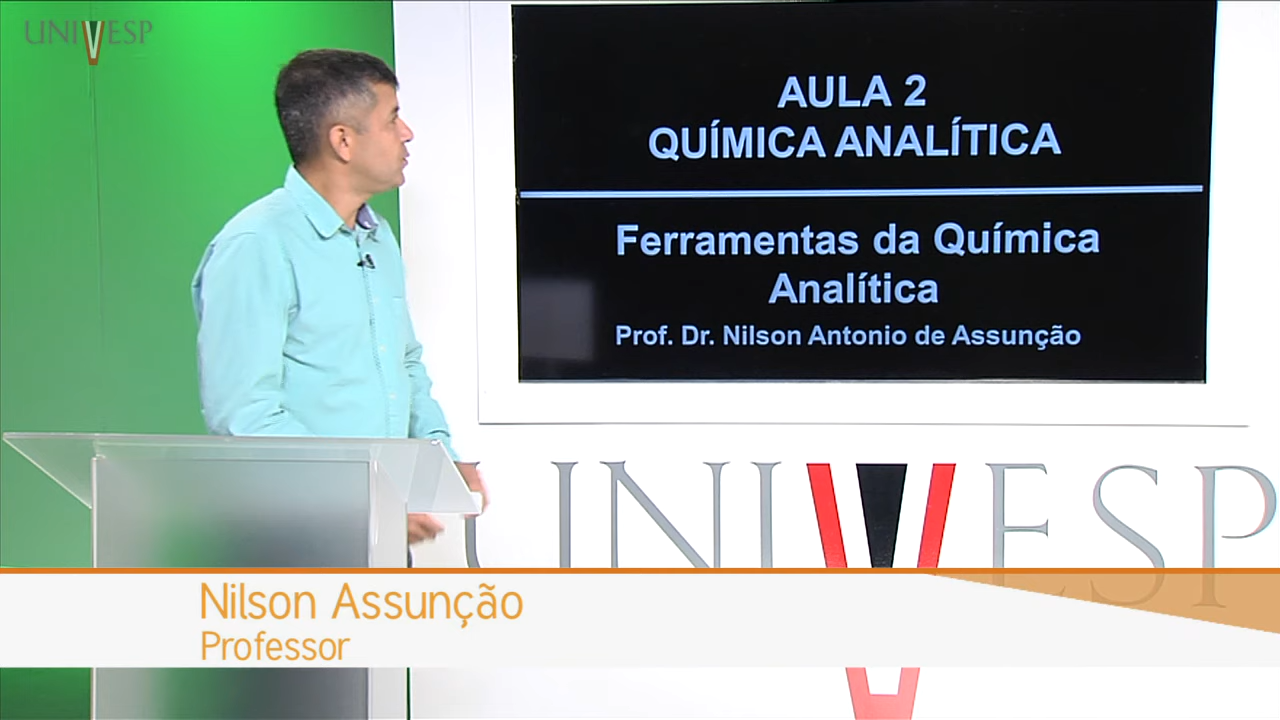 UNIVESP
AULA 2
QUÍMICA ANALÍTICA
Ferramentas da Química
Analítica
Prof. Dr. Nilson Antonio de Assunção
UNIVESP
Nilson Assunção
Professor